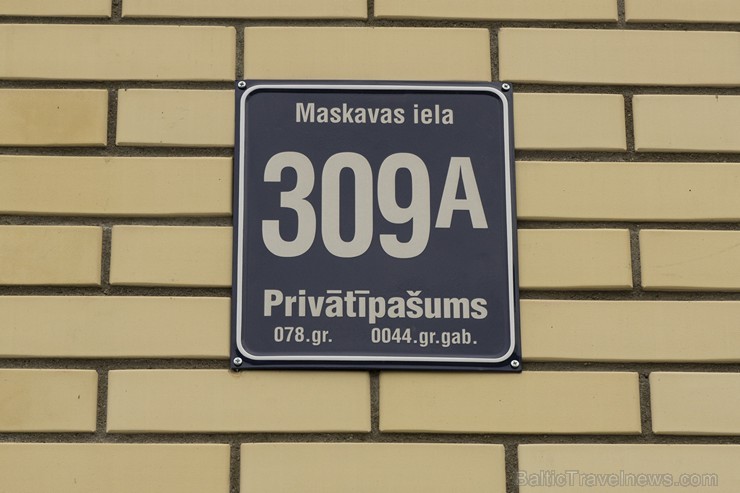 Maskavas iela
309A
Privātīpašums
078.gr. 0044.gr.gab.
BalticTravelnews.com